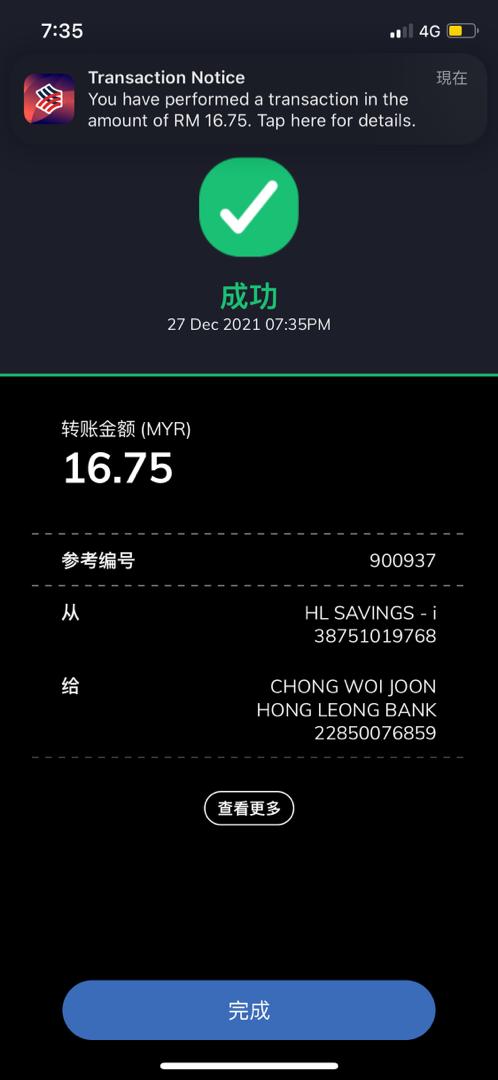 7:35
4G
Transaction Notice
現在
You have performed a transaction in the
amount of RM 16.75. Tap here for details.
成功
27 Dec 2021 07:35PM
转账金额 (MYR)
16.75
参考编号
900937
从
HL SAVINGS - i
38751019768
给
CHONG WOI JOON
HONG LEONG BANK
22850076859
查看更多
完成